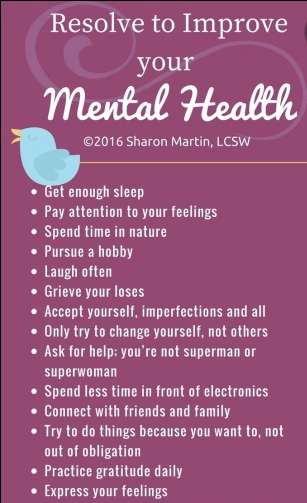 Resolve to Improve
your
Mental Health
©2016 Sharon Martin, LCSW
• Get enough sleep
• Pay attention to your feelings
• Spend time in nature
• Pursue a hobby
• Laugh often
• Grieve your loses
• Accept yourself, imperfections and all
• Only try to change yourself, not others
• Ask for help; you're not superman or
superwoman
• Spend less time in front of electronics
• Connect with friends and family
• Try to do things because you want to, not
out of obligation
• Practice gratitude daily
• Express your feelings